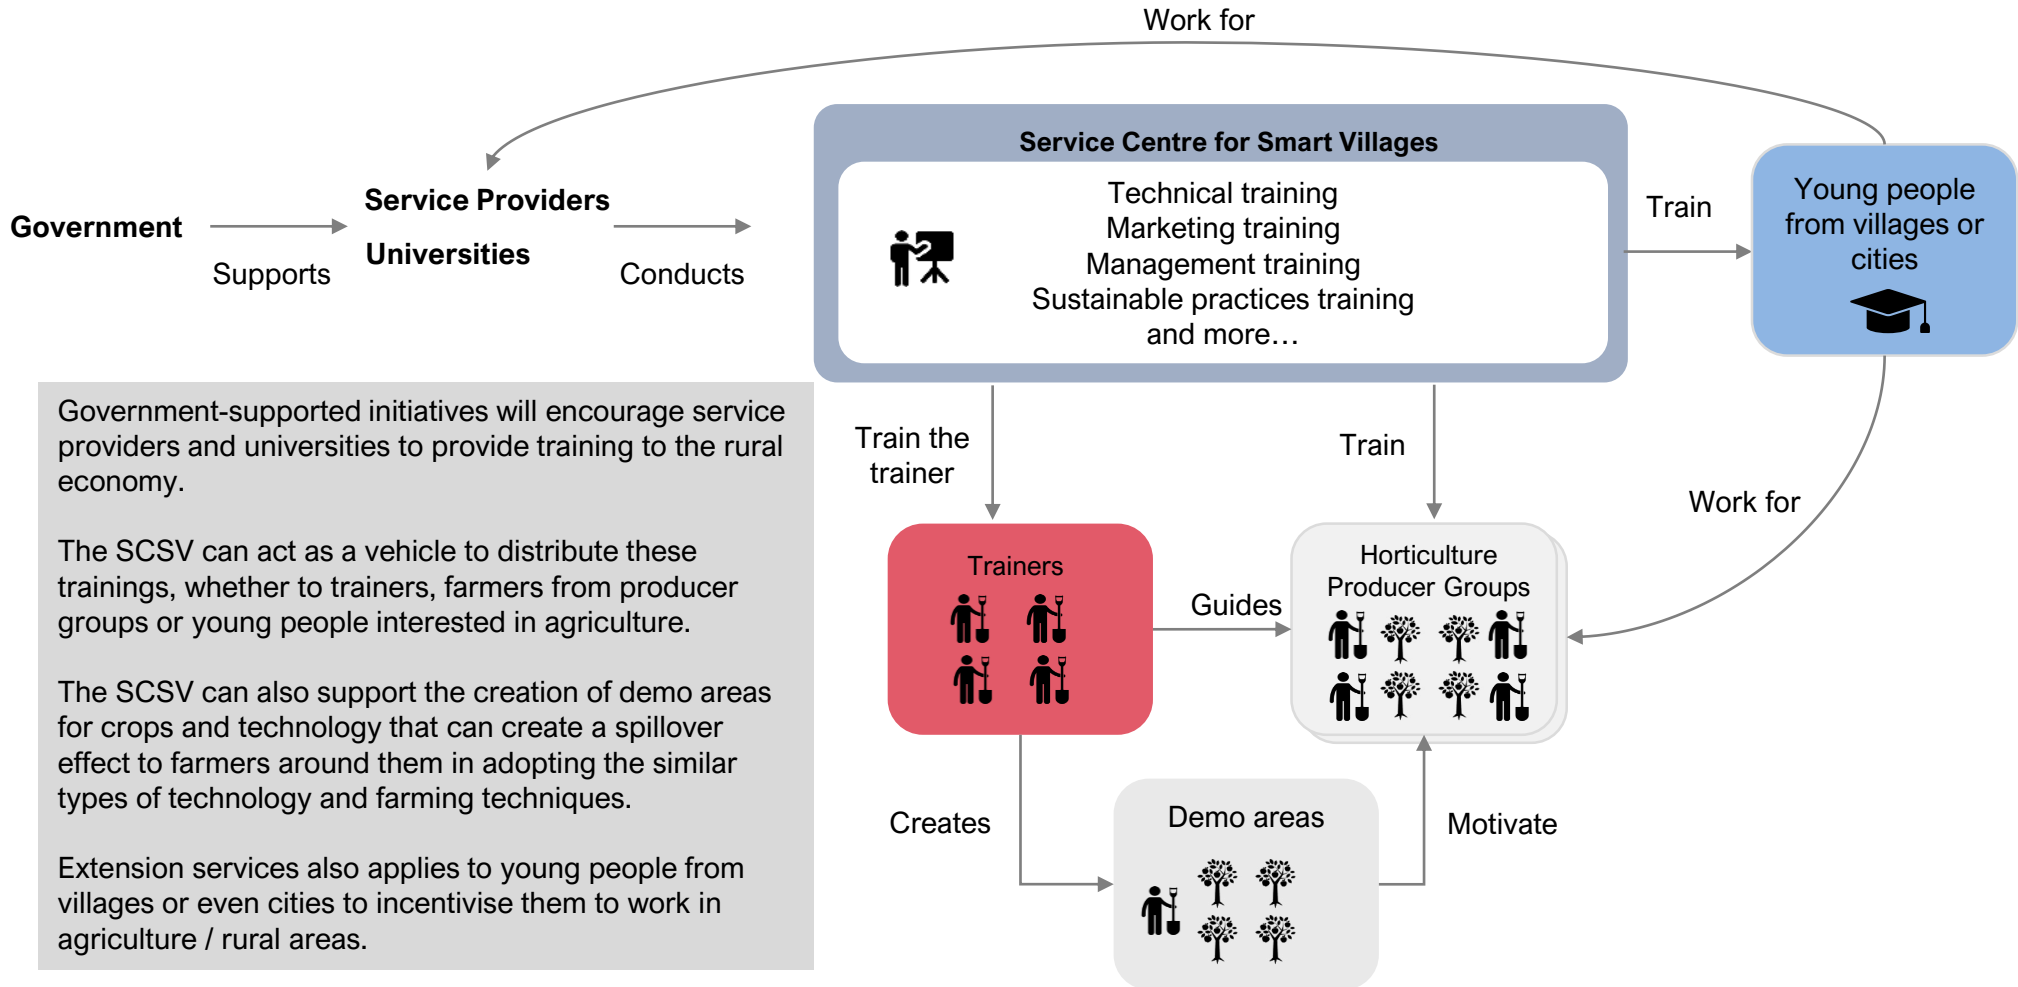 Work for
Service Centre for Smart Villages
Technical training
Marketing training
Management training
Sustainable practices training
and more…
Government
Supports
Service Providers
Universities
Conducts
Train
Young people
from villages or
cities
Government-supported initiatives will encourage service
providers and universities to provide training to the rural
economy.
The SCSV can act as a vehicle to distribute these
trainings, whether to trainers, farmers from producer
groups or young people interested in agriculture.
The SCSV can also support the creation of demo areas
for crops and technology that can create a spillover
effect to farmers around them in adopting the similar
types of technology and farming techniques.
Extension services also applies to young people from
villages or even cities to incentivise them to work in
agriculture / rural areas.
Train the
trainer
Train
Work for
Trainers
Guides
Horticulture
Producer Groups
Creates
Demo areas
Motivate